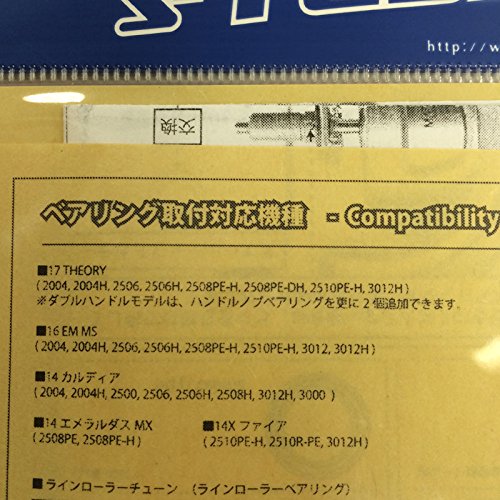 http://w
交換
ベアリング取付対応機種 - Compatibility
■17 THEORY
( 2004, 2004H, 2506, 2506H, 2508PE-H, 2508PE-DH, 2510PE-H, 3012H )
※ダブルハンドルモデルは、ハンドルノブベアリングを更に2個追加できます。
■16 EM MS
( 2004, 2004H, 2506, 2506H, 2508PE-H, 2510PE-H, 3012, 3012H )
■14 カルディア
( 2004, 2004H, 2500, 2506, 2506H, 2508H, 3012H, 3000 )
■14 エメラルダス MX ■14X ファイア
( 2508PE, 2508PE-H ) ( 2510PE-H, 2510R-PE, 3012H )
■ラインローラーチューン (ラインローラーベアリング)